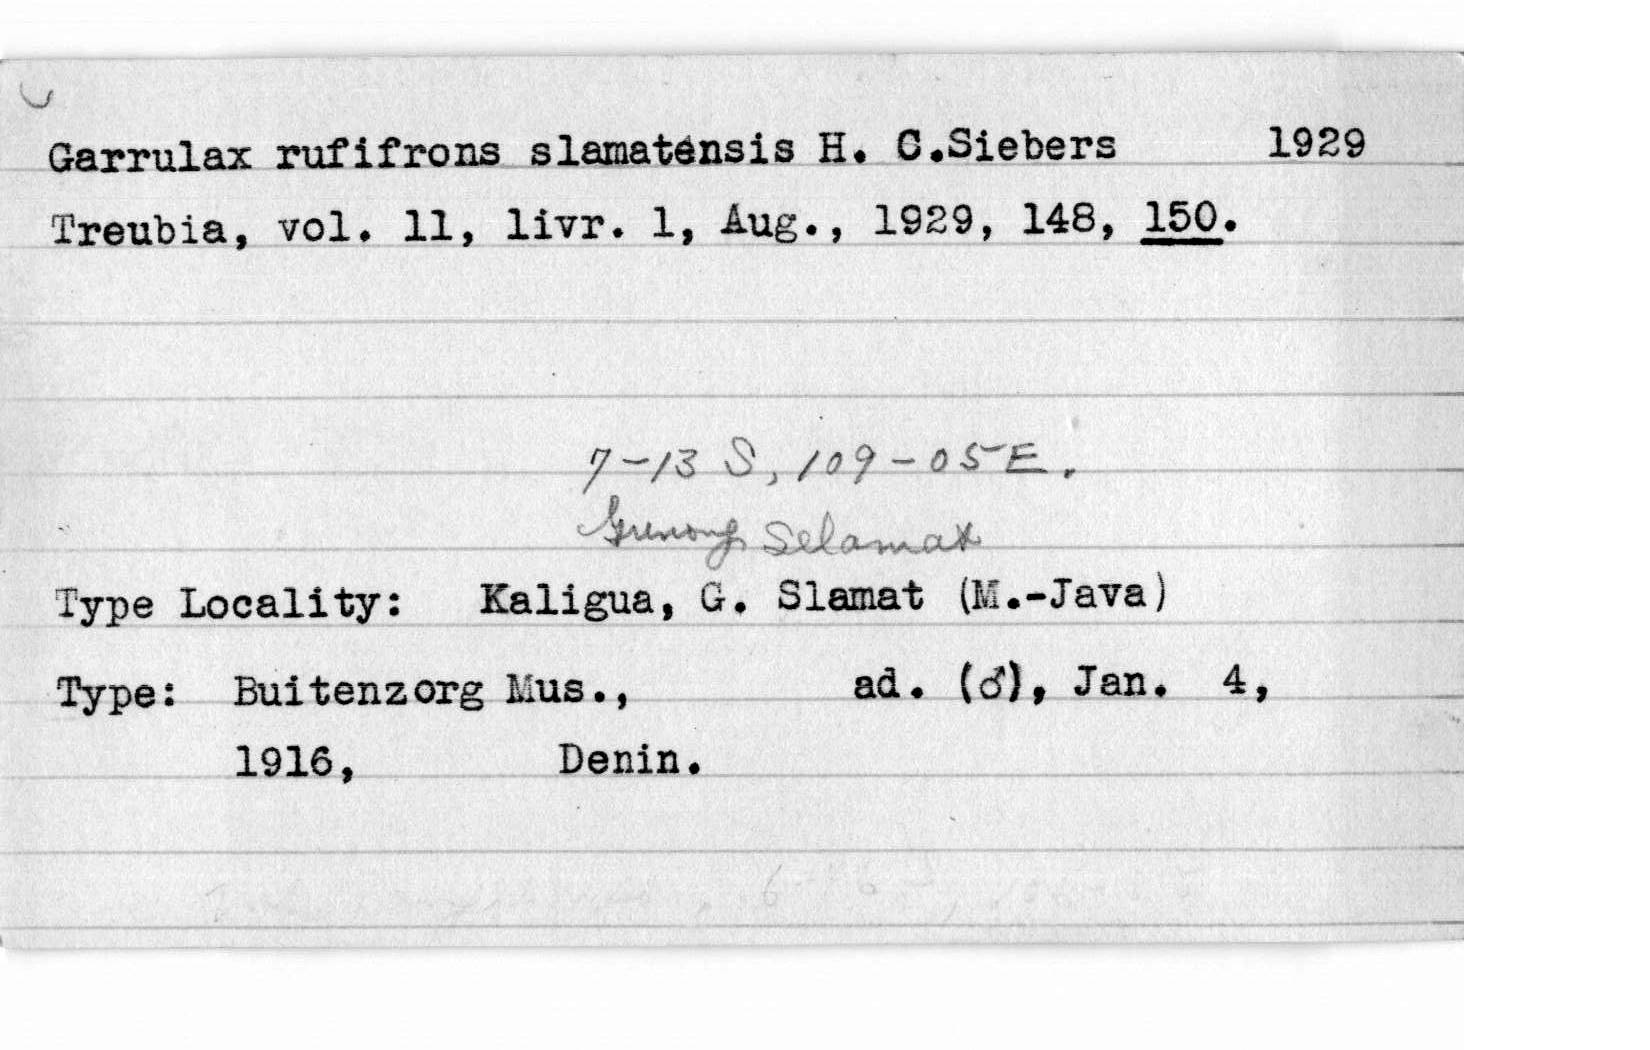 Garrulax rufifrons slamatensis H. C.Siebers 1929
Treubia, vol. 11, livr. 1, Aug., 1929, 148, 150.
7-13 S, 109-05 E.
Gunong Selamat
Type Locality: Kaligua, G. Slamat (M.-Java)
Type: Buitenzorg Mus., ad. (♂), Jan. 4,
1916, Denin.